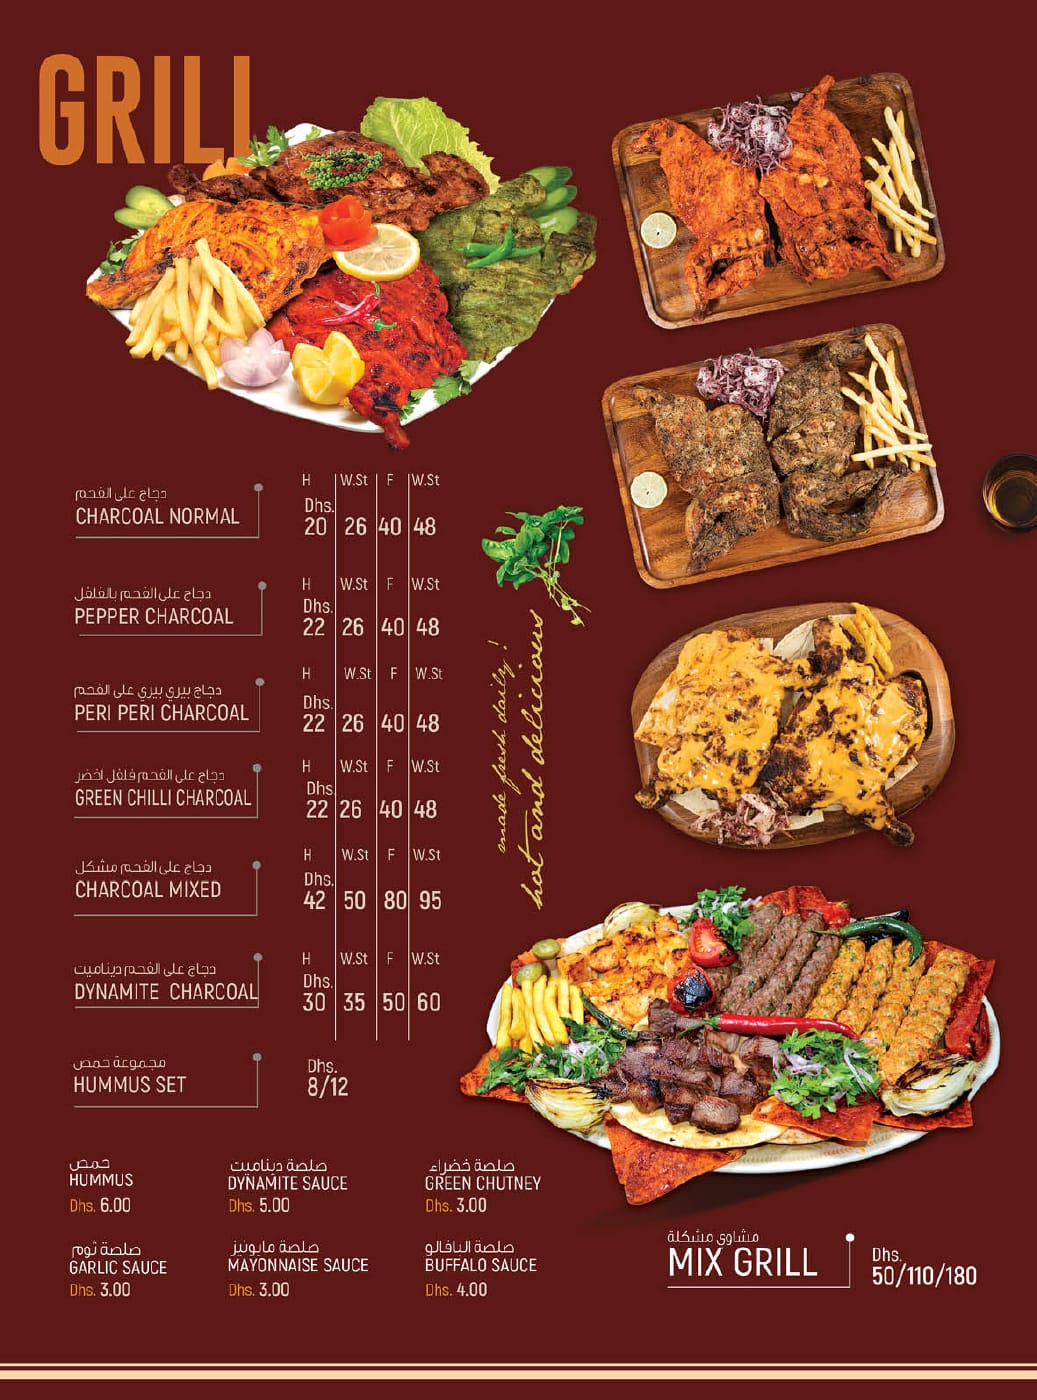 GRILL
دجاج على الفحم
CHARCOAL NORMAL
H W.St F W.St
Dhs.
20 26 40 48
دجاج على الفحم بالفلفل
PEPPER CHARCOAL
H W.St F W.St
Dhs.
22 26 40 48
دجاج بيري بيري على الفحم
PERI PERI CHARCOAL
H W.St F W.St
Dhs.
22 26 40 48
دجاج على الفحم فلفل اخضر
GREEN CHILLI CHARCOAL
H W.St F W.St
Dhs.
22 26 40 48
دجاج على الفحم مشكل
CHARCOAL MIXED
H W.St F W.St
Dhs.
42 50 80 95
دجاج على الفحم ديناميت
DYNAMITE CHARCOAL
H W.St F W.St
Dhs.
30 35 50 60
مجموعة حمص
HUMMUS SET
Dhs.
8/12
made fresh daily!
hot and delicious
حمص
HUMMUS
Dhs. 6.00
صلصة ديناميت
DYNAMITE SAUCE
Dhs. 5.00
صلصة خضراء
GREEN CHUTNEY
Dhs. 3.00
صلصة ثوم
GARLIC SAUCE
Dhs. 3.00
صلصة مايونيز
MAYONNAISE SAUCE
Dhs. 3.00
صلصة البافالو
BUFFALO SAUCE
Dhs. 4.00
مشاوي مشكلة
MIX GRILL
Dhs.
50/110/180